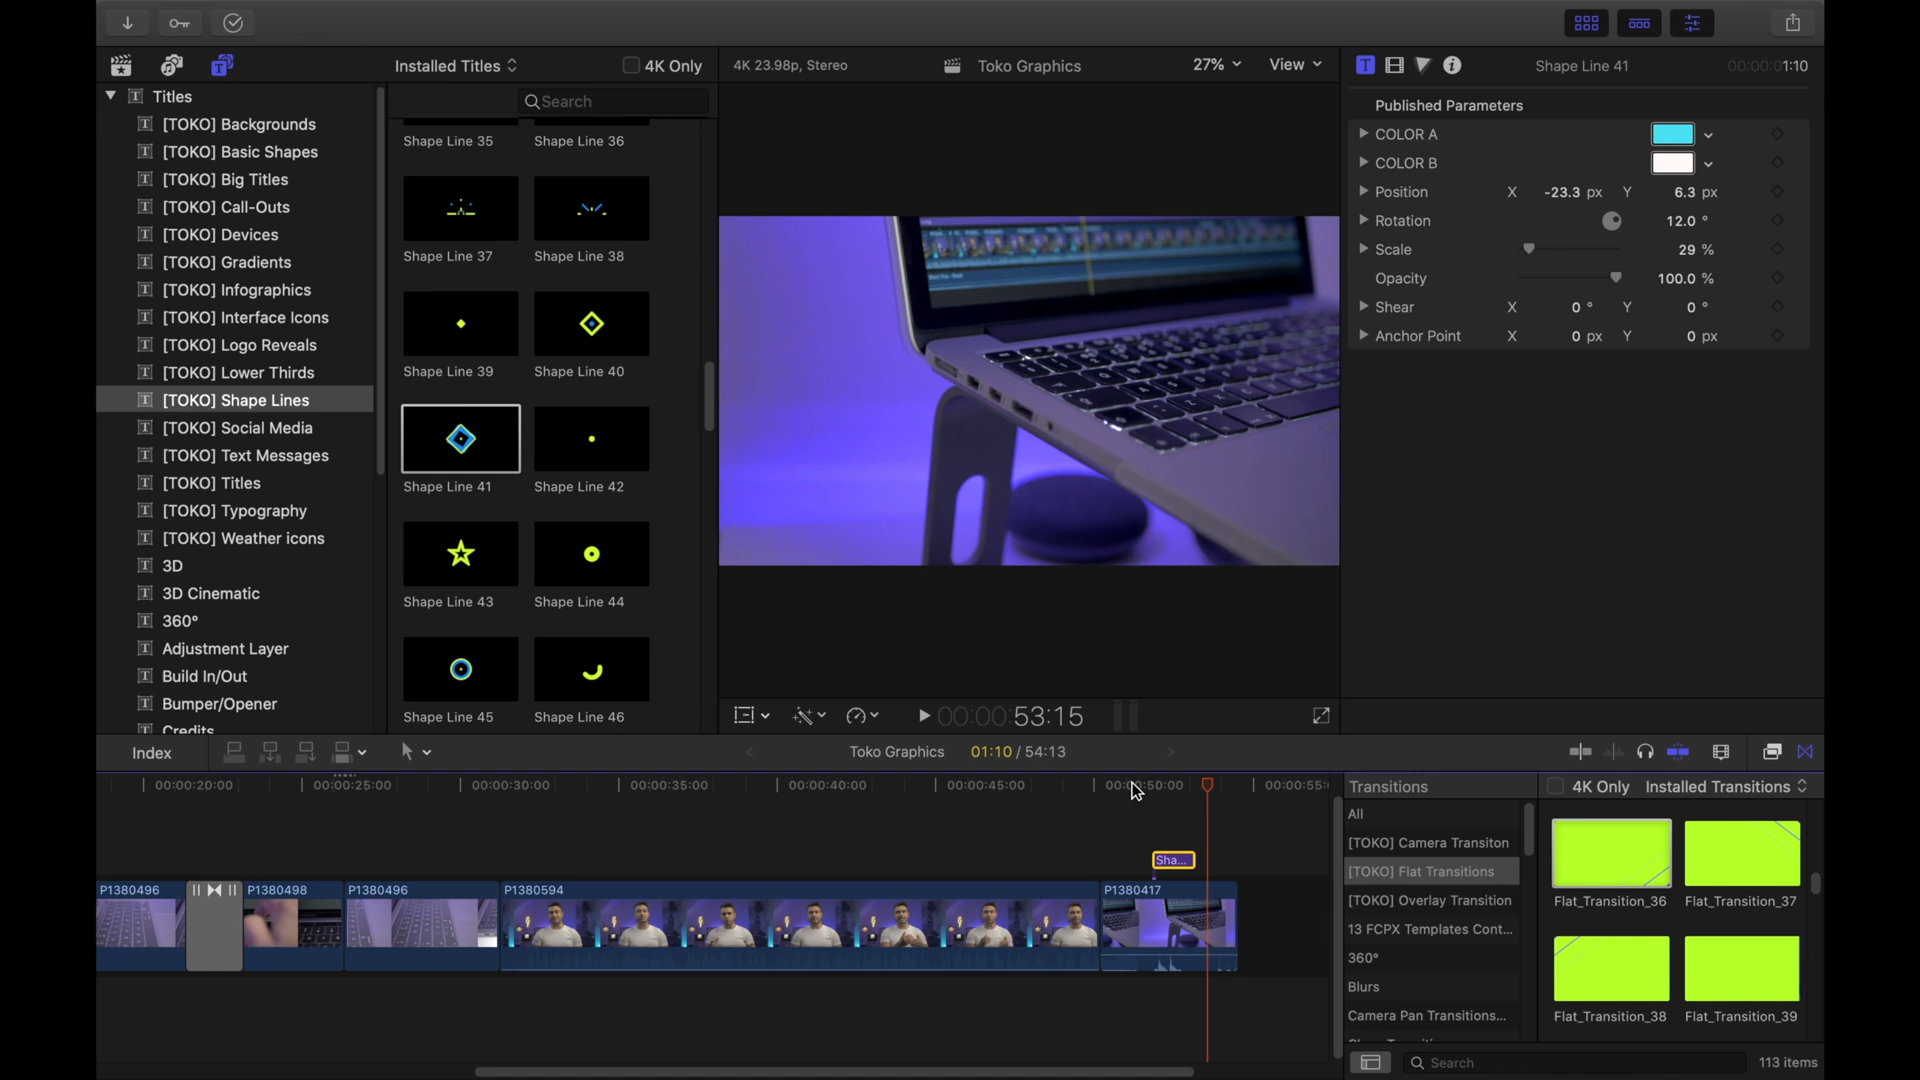 Installed Titles
4K Only
4K 23.98p, Stereo
Toko Graphics
27%
View
Shape Line 41
00:00:01:10
Titles
[TOKO] Backgrounds
[TOKO] Basic Shapes
[TOKO] Big Titles
[TOKO] Call-Outs
[TOKO] Devices
[TOKO] Gradients
[TOKO] Infographics
[TOKO] Interface Icons
[TOKO] Logo Reveals
[TOKO] Lower Thirds
[TOKO] Shape Lines
[TOKO] Social Media
[TOKO] Text Messages
[TOKO] Titles
[TOKO] Typography
[TOKO] Weather icons
3D
3D Cinematic
360°
Adjustment Layer
Build In/Out
Bumper/Opener
Credits
Search
Shape Line 35
Shape Line 36
Shape Line 37
Shape Line 38
Shape Line 39
Shape Line 40
Shape Line 41
Shape Line 42
Shape Line 43
Shape Line 44
Shape Line 45
Shape Line 46
Published Parameters
COLOR A
COLOR B
Position X -23.3 px Y 6.3 px
Rotation 12.0 °
Scale 29 %
Opacity 100.0 %
Shear X 0 ° Y 0 °
Anchor Point X 0 px Y 0 px
00:00:53:15
Index
Toko Graphics
01:10 / 54:13
00:00:20:00
00:00:25:00
00:00:30:00
00:00:35:00
00:00:40:00
00:00:45:00
00:00:50:00
00:00:55:
Sha...
P1380496
P1380498
P1380496
P1380594
P1380417
Transitions
4K Only
Installed Transitions
All
[TOKO] Camera Transiton
[TOKO] Flat Transitions
[TOKO] Overlay Transition
13 FCPX Templates Cont...
360°
Blurs
Camera Pan Transitions...
Flat_Transition_36
Flat_Transition_37
Flat_Transition_38
Flat_Transition_39
Search
113 items